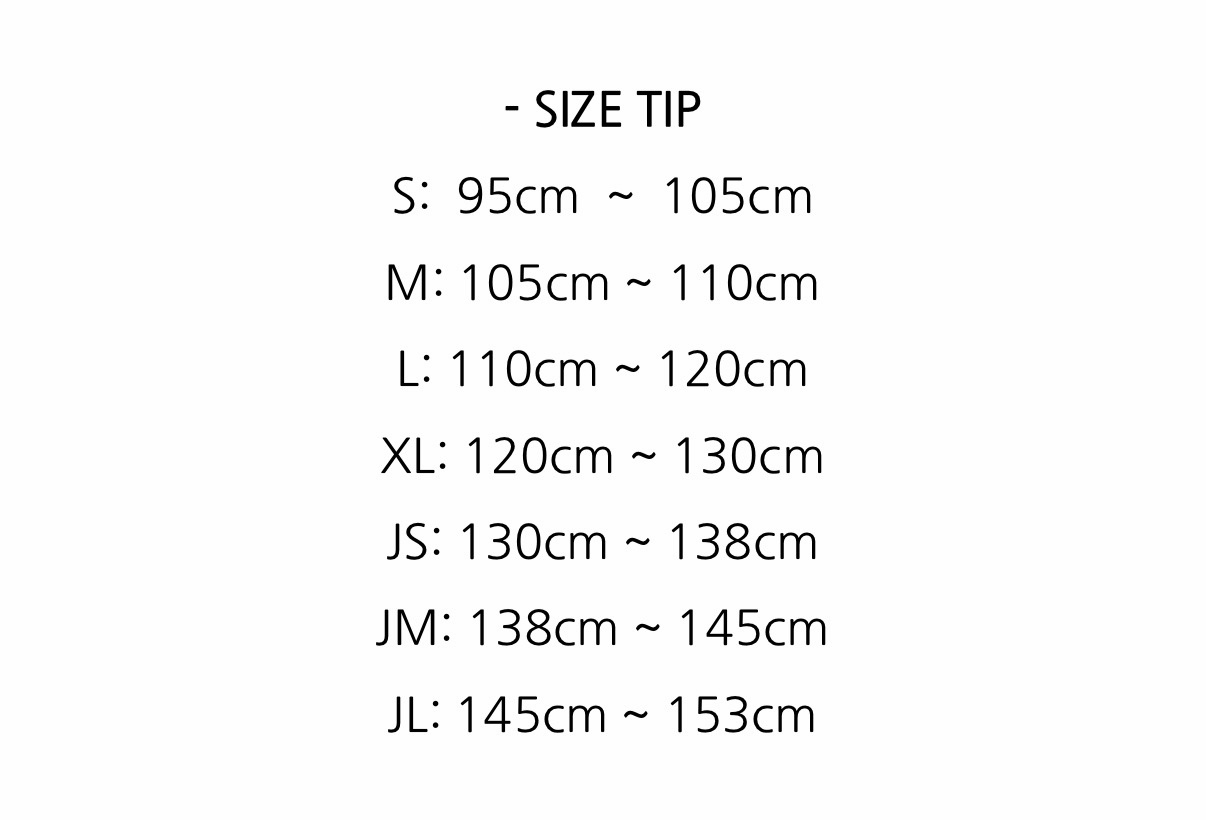 - SIZE TIP
S:  95cm  ~  105cm
M: 105cm ~ 110cm
L: 110cm ~ 120cm
XL: 120cm ~ 130cm
JS: 130cm ~ 138cm
JM: 138cm ~ 145cm
JL: 145cm ~ 153cm